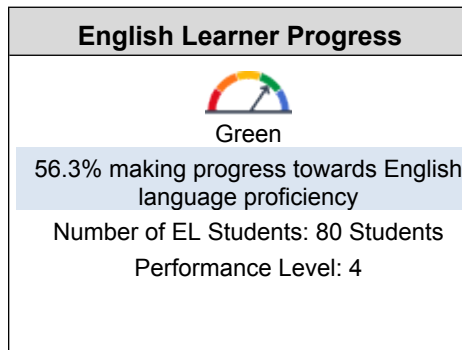 English Learner Progress
Green
56.3% making progress towards English
language proficiency
Number of EL Students: 80 Students
Performance Level: 4